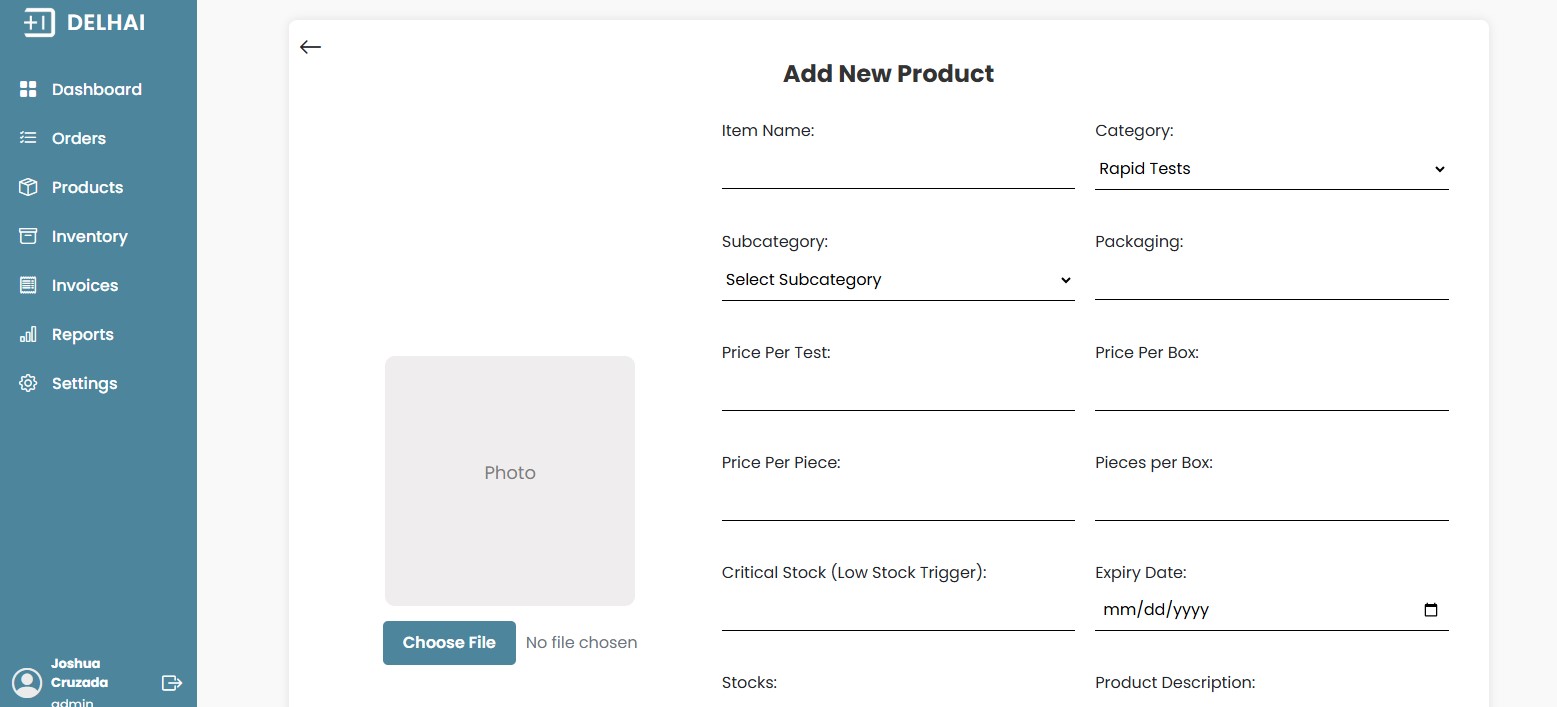 DELHAI
Dashboard
Orders
Products
Inventory
Invoices
Reports
Settings
Joshua
Cruzada
admin
Add New Product
Photo
Choose File No file chosen
Item Name:
Category:
Rapid Tests
Subcategory:
Select Subcategory
Packaging:
Price Per Test:
Price Per Box:
Price Per Piece:
Pieces per Box:
Critical Stock (Low Stock Trigger):
Expiry Date:
mm/dd/yyyy
Stocks:
Product Description: